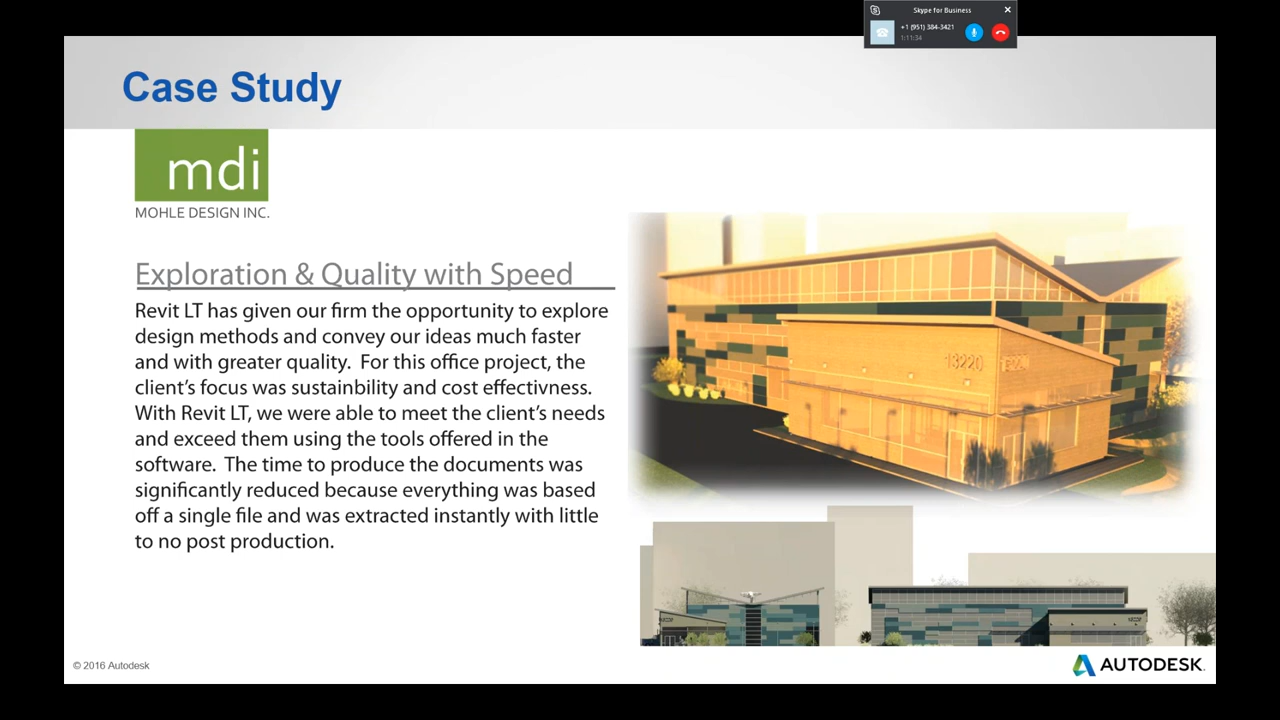 Skype for Business
+1 (951) 384-3421
1:11:34
Case Study
mdi
MOHLE DESIGN INC.
Exploration & Quality with Speed
Revit LT has given our firm the opportunity to explore
design methods and convey our ideas much faster
and with greater quality.  For this office project, the
client's focus was sustainbility and cost effectivness.
With Revit LT, we were able to meet the client's needs
and exceed them using the tools offered in the
software.  The time to produce the documents was
significantly reduced because everything was based
off a single file and was extracted instantly with little
to no post production.
13220
© 2016 Autodesk
AUTODESK.